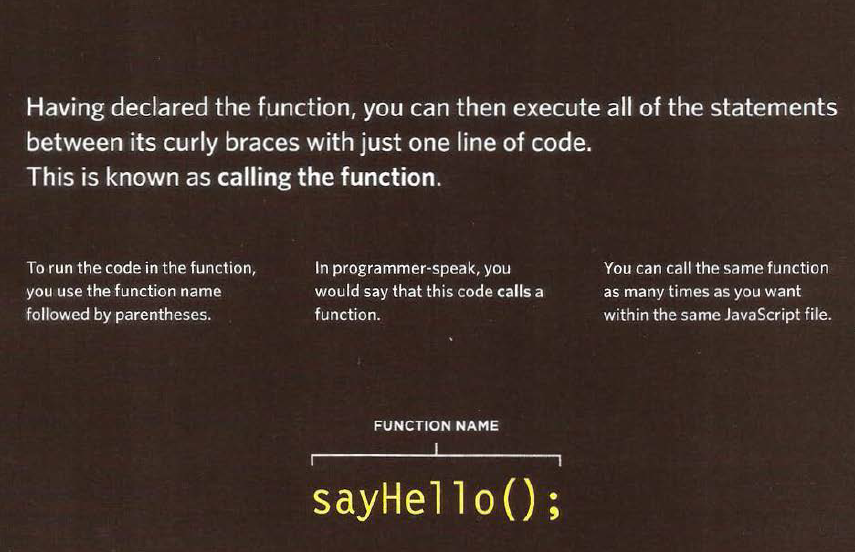 Having declared the function, you can then execute all of the statements
between its curly braces with just one line of code.
This is known as calling the function.
To run the code in the function,
you use the function name
followed by parentheses.
In programmer-speak, you
would say that this code calls a
function.
You can call the same function
as many times as you want
within the same JavaScript file.
FUNCTION NAME
sayHello();